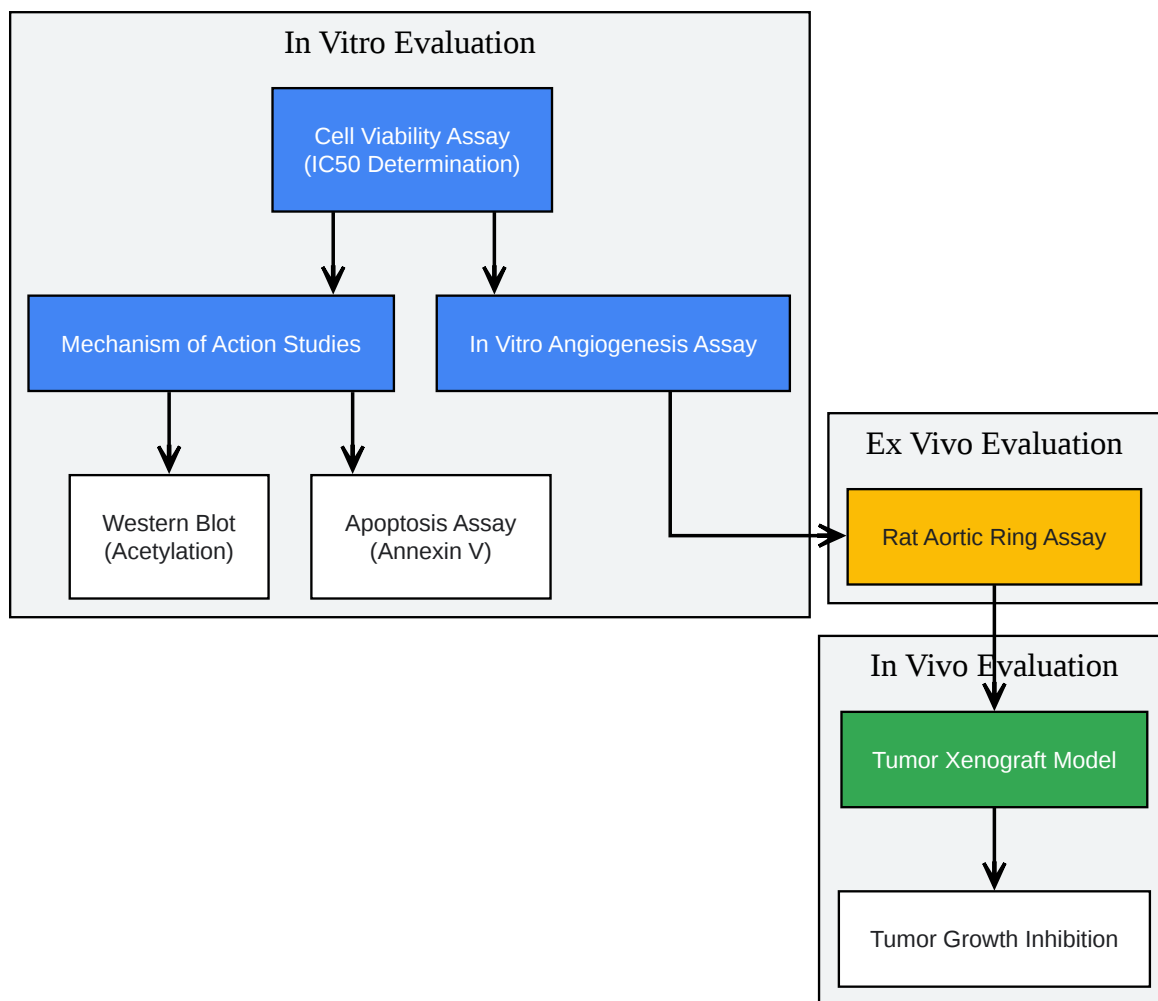 In Vitro Evaluation
Cell Viability Assay
(IC50 Determination)
Mechanism of Action Studies
In Vitro Angiogenesis Assay
Western Blot
(Acetylation)
Apoptosis Assay
(Annexin V)
Ex Vivo Evaluation
Rat Aortic Ring Assay
In Vivo Evaluation
Tumor Xenograft Model
Tumor Growth Inhibition